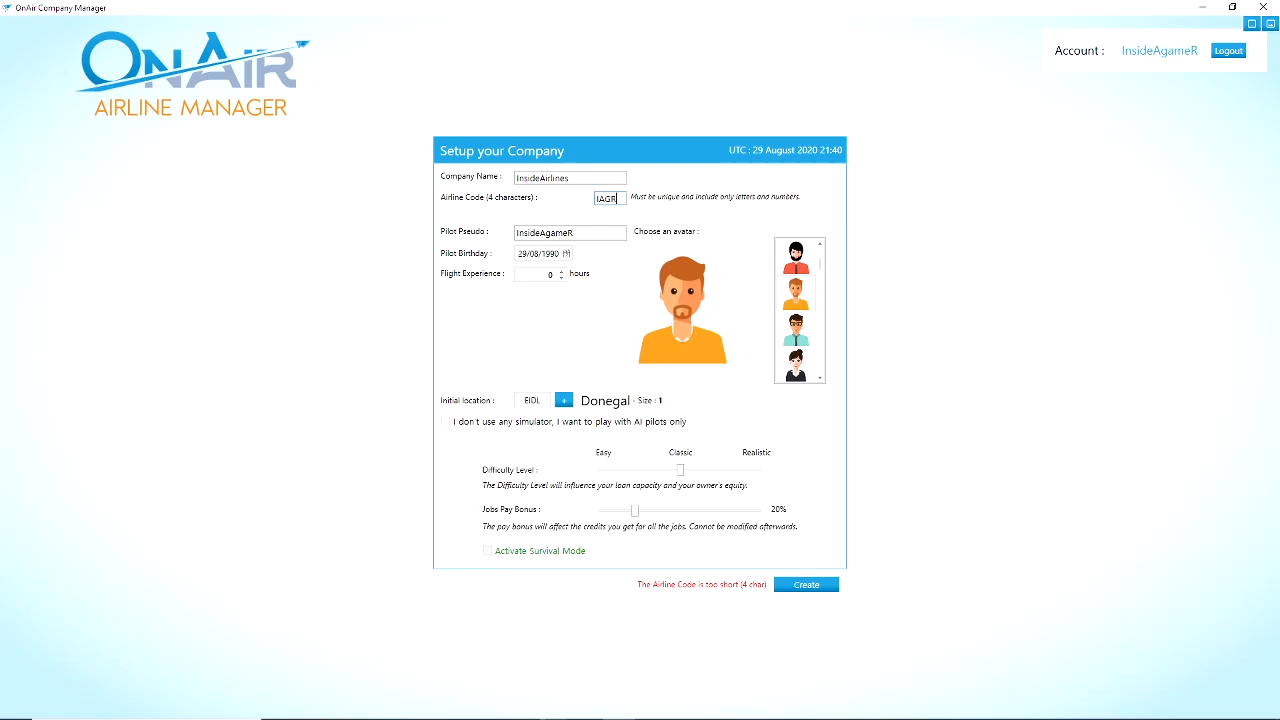 OnAir Company Manager
ONAIR
AIRLINE MANAGER
Account : InsideAgameR Logout
Setup your Company UTC : 29 August 2020 21:40
Company Name : InsideAirlines
Airline Code (4 characters) : IAGR Must be unique and include only letters and numbers.
Pilot Pseudo : InsideAgameR Choose an avatar :
Pilot Birthday : 29/08/1990
Flight Experience : 0 hours
Initial location : EIDL + Donegal - Size : 1
I don't use any simulator, I want to play with AI pilots only
Easy Classic Realistic
Difficulty Level :
The Difficulty Level will influence your loan capacity and your owner's equity.
Jobs Pay Bonus : 20%
The pay bonus will affect the credits you get for all the jobs. Cannot be modified afterwards.
Activate Survival Mode
The Airline Code is too short (4 char) Create